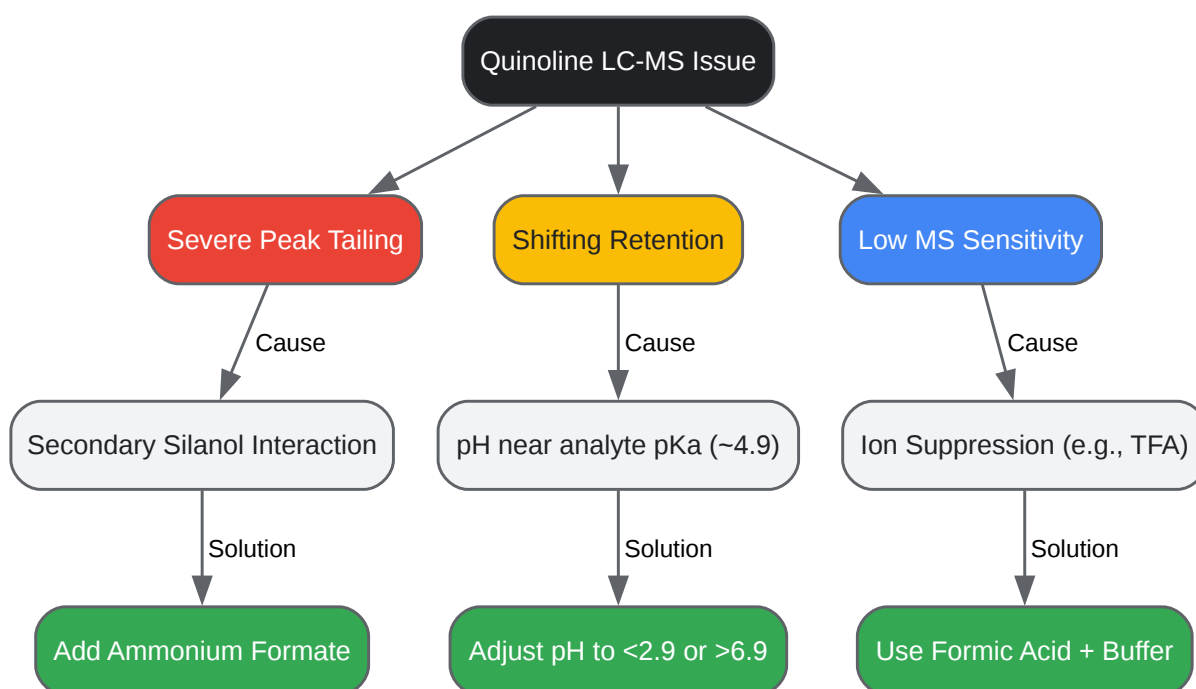 Quinoline LC-MS Issue
Severe Peak Tailing
Shifting Retention
Low MS Sensitivity
Cause
Cause
Cause
Secondary Silanol Interaction
pH near analyte pKa (~4.9)
Ion Suppression (e.g., TFA)
Solution
Solution
Solution
Add Ammonium Formate
Adjust pH to <2.9 or >6.9
Use Formic Acid + Buffer